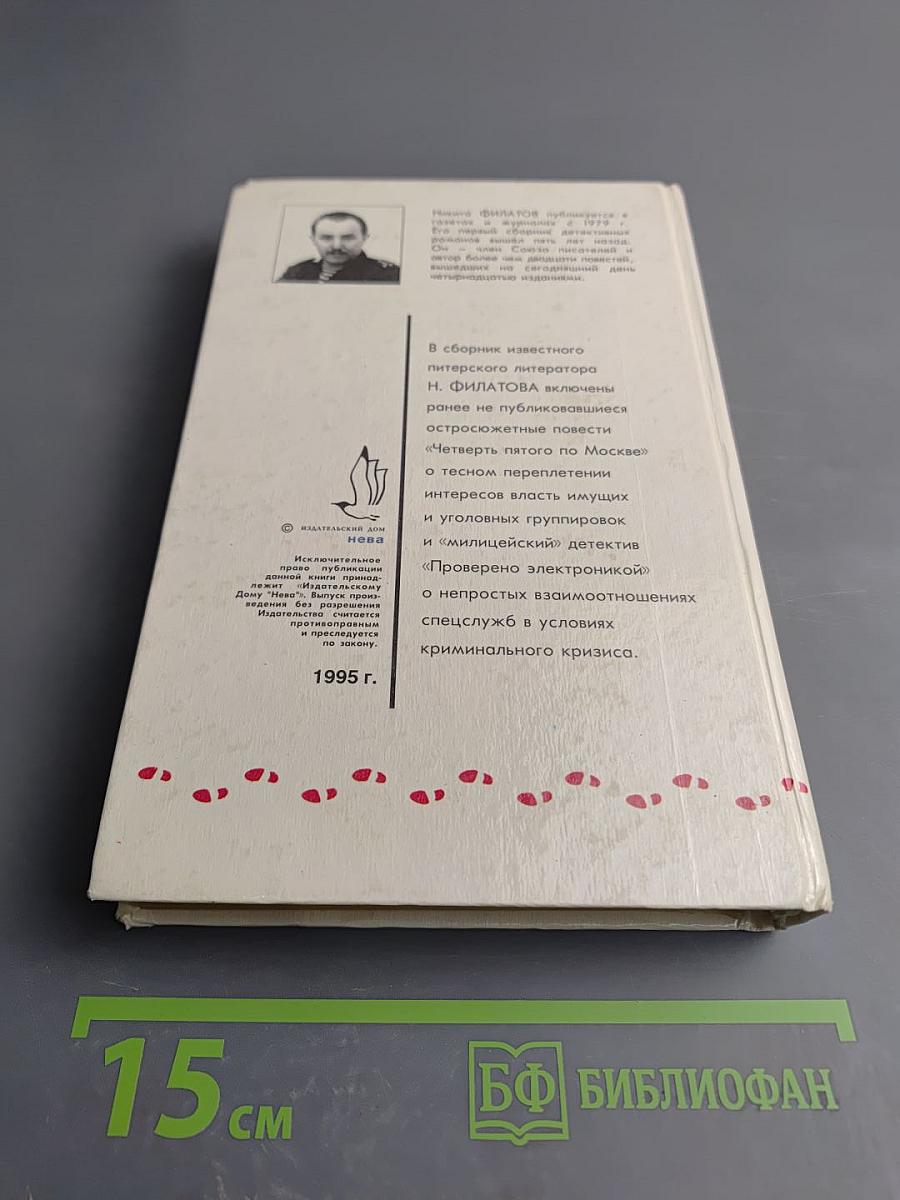 Никита ФИЛАТОВ публикуется в
газетах и журналах с 1979 г.
Его первый сборник детективных
романов вышел пять лет назад.
Он – член Союза писателей и
автор более чем двадцати повестей,
вышедших на сегодняшний день
четырнадцатью изданиями.
В сборник известного
питерского литератора
Н. ФИЛАТОВА включены
ранее не публиковавшиеся
остросюжетные повести
«Четверть пятого по Москве»
о тесном переплетении
интересов власть имущих
и уголовных группировок
и «милицейский» детектив
«Проверено электроникой»
о непростых взаимоотношениях
спецслужб в условиях
криминального кризиса.
© ИЗДАТЕЛЬСКИЙ ДОМ
нева
Исключительное
право публикации
данной книги принад-
лежит «Издательскому
Дому "Нева"». Выпуск произ-
ведения без разрешения
Издательства считается
противоправным
и преследуется
по закону.
1995 г.
15 см
БФ БИБЛИОФАН